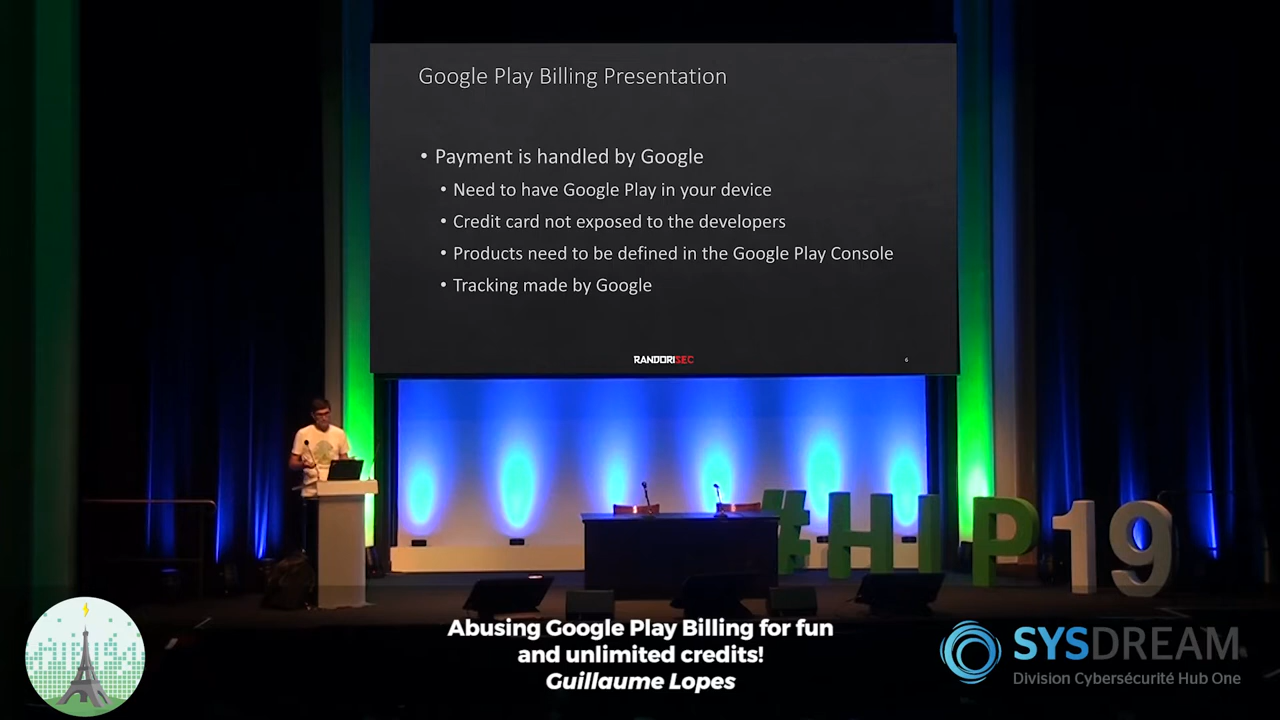 Google Play Billing Presentation
• Payment is handled by Google
• Need to have Google Play in your device
• Credit card not exposed to the developers
• Products need to be defined in the Google Play Console
• Tracking made by Google
RANDORISEC
6
#HIP19
Abusing Google Play Billing for fun
and unlimited credits!
Guillaume Lopes
SYSDREAM
Division Cybersécurité Hub One